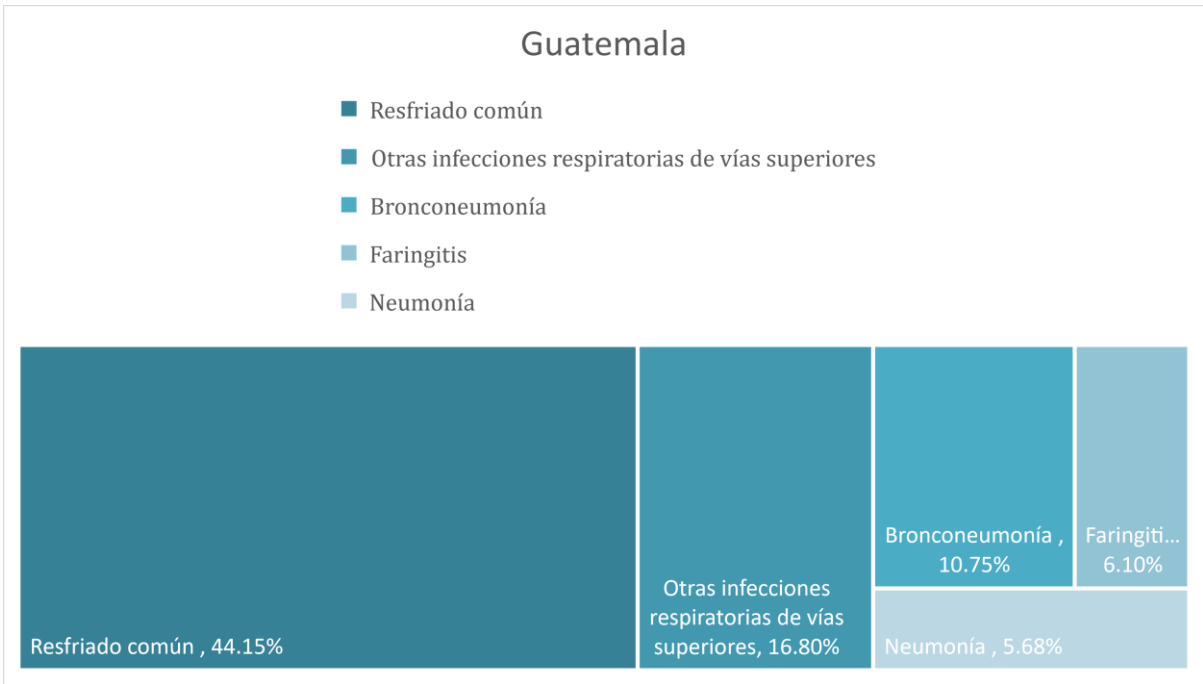 Guatemala
Resfriado común
Otras infecciones respiratorias de vías superiores
Bronconeumonía
Faringitis
Neumonía
Resfriado común , 44.15%
Otras infecciones
respiratorias de vías
superiores, 16.80%
Bronconeumonía ,
10.75%
Faringiti...
6.10%
Neumonía , 5.68%